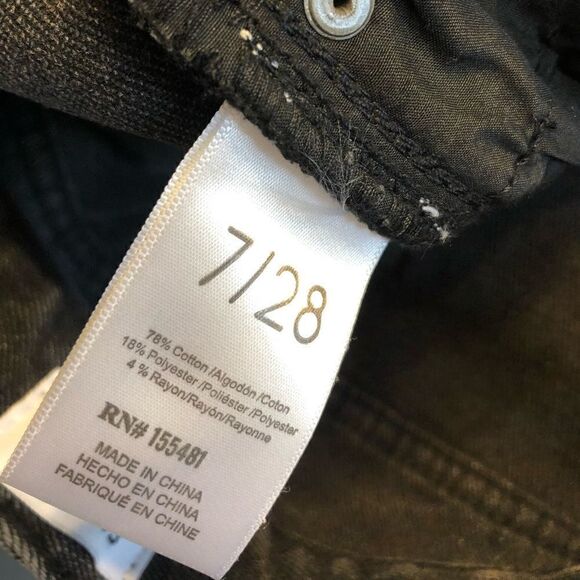 7/28
78% Cotton /Algodón /Coton
18% Polyester /Poliéster /Polyester
4 % Rayon/Rayón/Rayonne
RN# 155481
MADE IN CHINA
HECHO EN CHINA
FABRIQUÉ EN CHINE